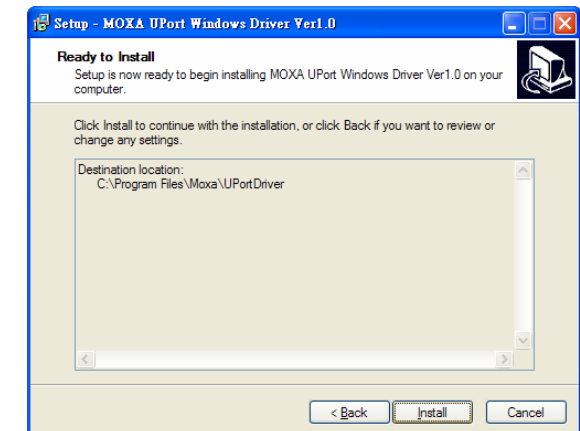 Setup - MOXA UPort Windows Driver Ver1.0
Ready to Install
Setup is now ready to begin installing MOXA UPort Windows Driver Ver1.0 on your
computer.
Click Install to continue with the installation, or click Back if you want to review or
change any settings.
Destination location:
C:\Program Files\Moxa\UPortDriver
< Back
Install
Cancel